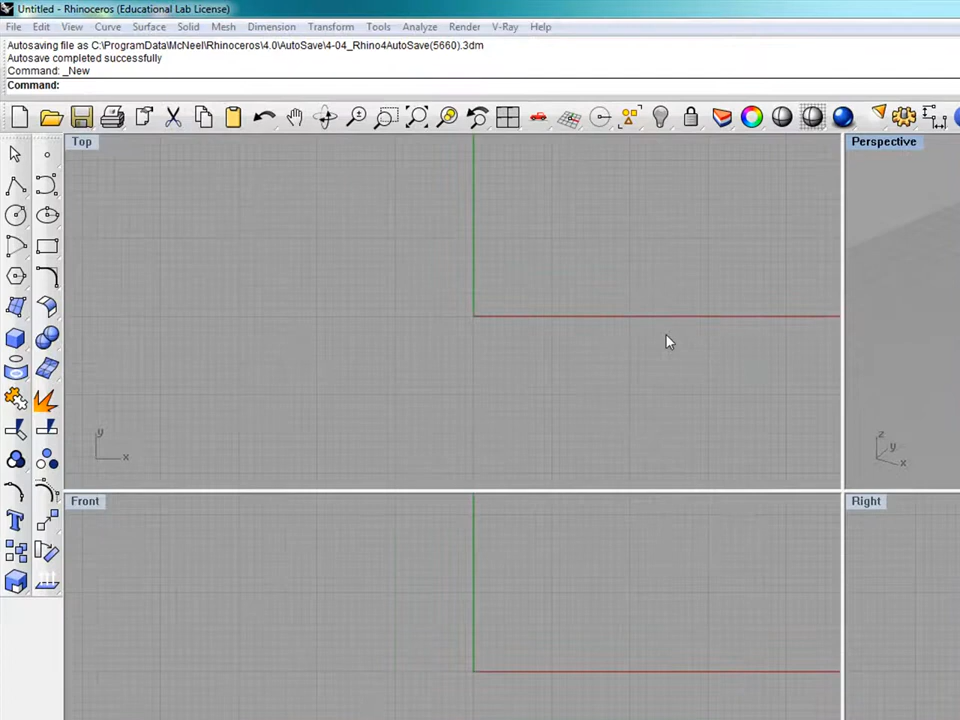 Untitled - Rhinoceros (Educational Lab License)
File Edit View Curve Surface Solid Mesh Dimension Transform Tools Analyze Render V-Ray Help
Autosaving file as C:\ProgramData\McNeel\Rhinoceros\4.0\AutoSave\4-04_Rhino4AutoSave(5660).3dm
Autosave completed successfully
Command: _New
Command:
Top Perspective
y z
y
x x
Front Right